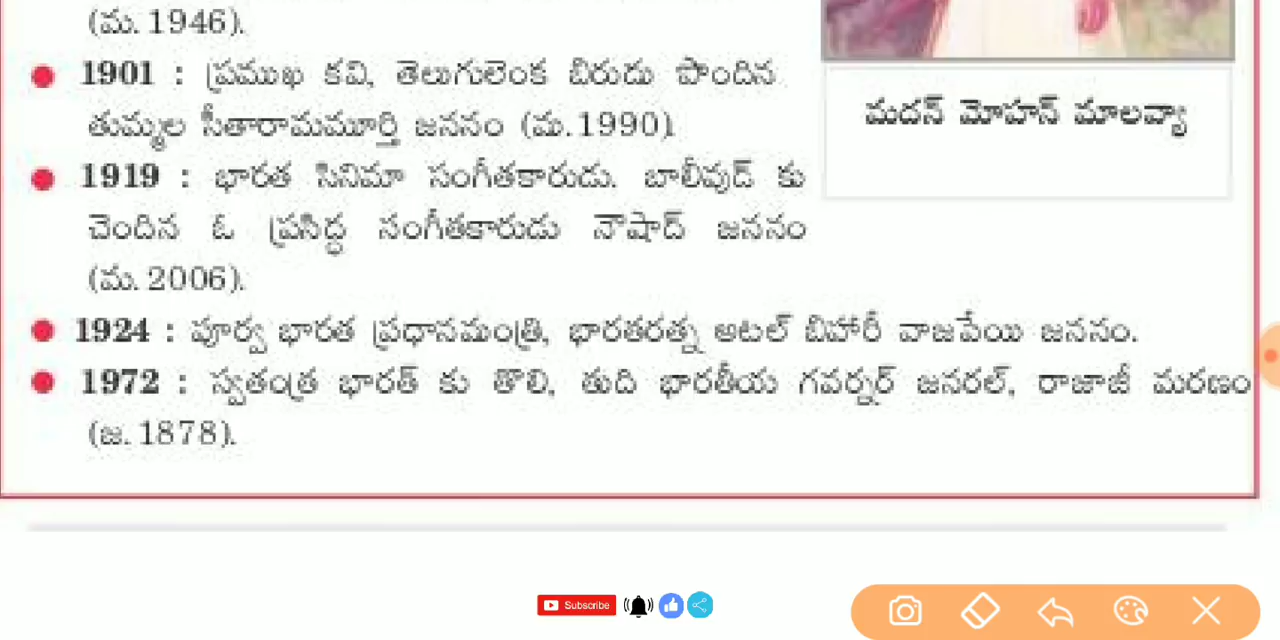 (మ. 1946).
1901 : ప్రముఖ కవి, తెలుగులెంక బిరుదు పొందిన
తుమ్మల సీతారామమూర్తి జననం (మ.1990)
మదన్ మోహన్ మాలవ్యా
1919 : భారత సినిమా సంగీతకారుడు. బాలీవుడ్ కు
చెందిన ఓ ప్రసిద్ధ సంగీతకారుడు నౌషాద్ జననం
(మ. 2006).
1924 : పూర్వ భారత ప్రధానమంత్రి, భారతరత్న అటల్ బిహారీ వాజపేయి జననం.
1972 : స్వతంత్ర భారత్ కు తొలి, తుది భారతీయ గవర్నర్ జనరల్, రాజాజీ మరణం
(జ. 1878).
Subscribe